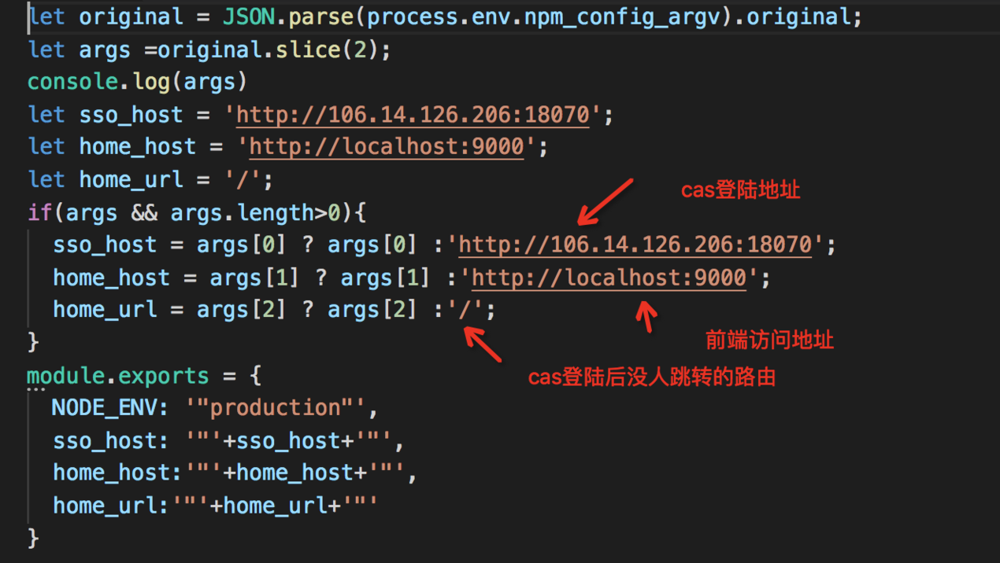 let original = JSON.parse(process.env.npm_config_argv).original;
let args =original.slice(2);
console.log(args)
let sso_host = 'http://106.14.126.206:18070';
let home_host = 'http://localhost:9000';
let home_url = '/';
cas登陆地址
if(args && args.length>0){
sso_host = args[0] ? args[0] :'http://106.14.126.206:18070';
home_host = args[1] ? args[1] :'http://localhost:9000';
home_url = args[2] ? args[2] :'/';
}
前端访问地址
cas登陆后没人跳转的路由
module.exports = {
NODE_ENV: '"production"',
sso_host: '"'+sso_host+'"',
home_host:'"'+home_host+'"',
home_url:'"'+home_url+'"'
}